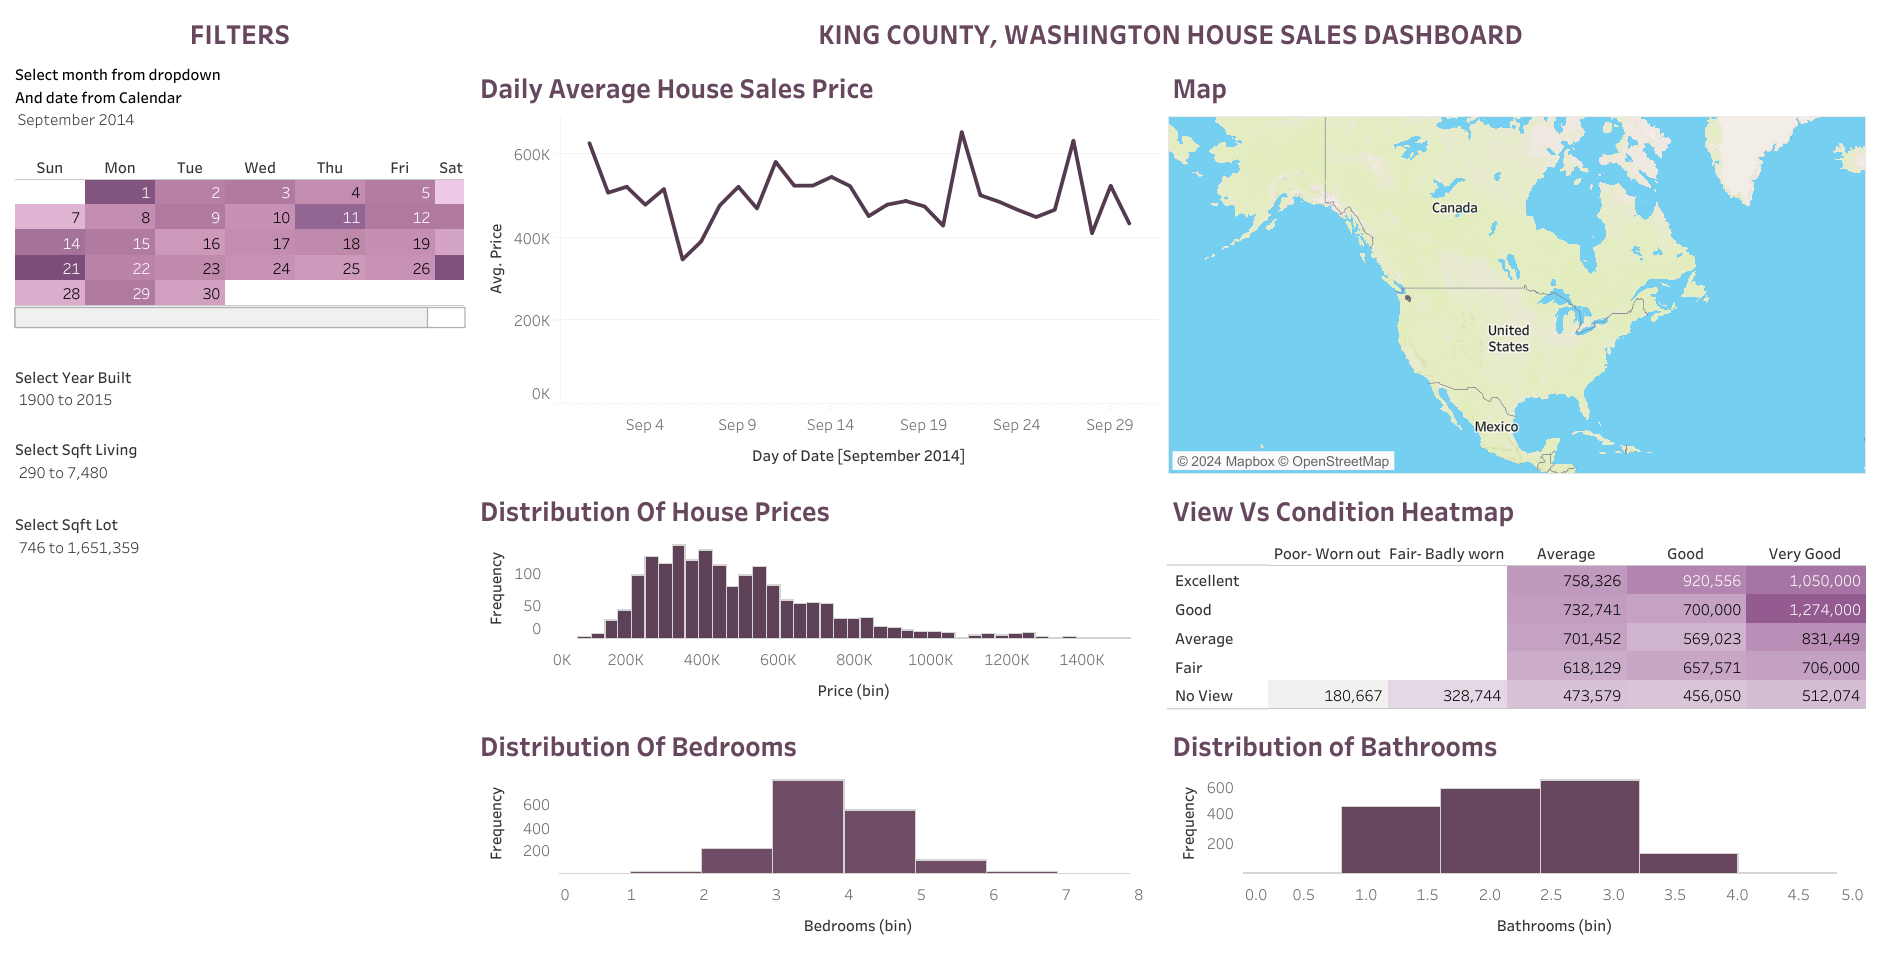 FILTERS
KING COUNTY, WASHINGTON HOUSE SALES DASHBOARD
Select month from dropdown
And date from Calendar
September 2014
Sun Mon Tue Wed Thu Fri Sat
1 2 3 4 5
7 8 9 10 11 12
14 15 16 17 18 19
21 22 23 24 25 26
28 29 30
Select Year Built
1900 to 2015
Select Sqft Living
290 to 7,480
Select Sqft Lot
746 to 1,651,359
Daily Average House Sales Price
Avg. Price
600K
400K
200K
0K
Sep 4 Sep 9 Sep 14 Sep 19 Sep 24 Sep 29
Day of Date [September 2014]
Map
Canada
United
States
Mexico
© 2024 Mapbox © OpenStreetMap
Distribution Of House Prices
Frequency
100
50
0
0K 200K 400K 600K 800K 1000K 1200K 1400K
Price (bin)
View Vs Condition Heatmap
Poor- Worn out Fair- Badly worn Average Good Very Good
Excellent 758,326 920,556 1,050,000
Good 732,741 700,000 1,274,000
Average 701,452 569,023 831,449
Fair 618,129 657,571 706,000
No View 180,667 328,744 473,579 456,050 512,074
Distribution Of Bedrooms
Frequency
600
400
200
0 1 2 3 4 5 6 7 8
Bedrooms (bin)
Distribution of Bathrooms
Frequency
600
400
200
0.0 0.5 1.0 1.5 2.0 2.5 3.0 3.5 4.0 4.5 5.0
Bathrooms (bin)